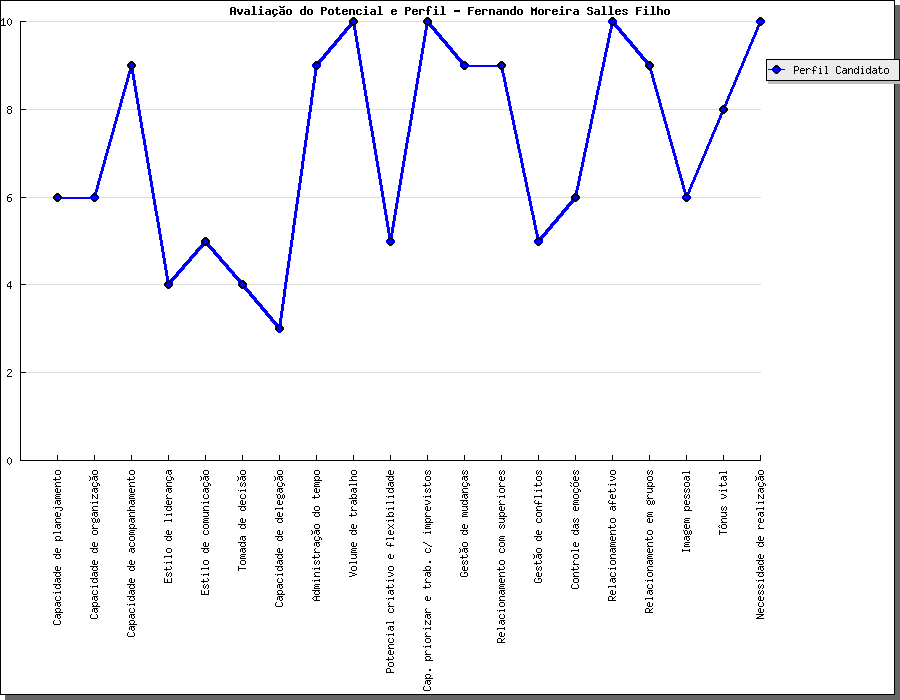 Avaliação do Potencial e Perfil - Fernando Moreira Salles Filho
10
8
6
4
2
0
Perfil Candidato
Capacidade de planejamento
Capacidade de organização
Capacidade de acompanhamento
Estilo de liderança
Estilo de comunicação
Tomada de decisão
Capacidade de delegação
Administração do tempo
Volume de trabalho
Potencial criativo e flexibilidade
Cap. priorizar e trab. c/ imprevistos
Gestão de mudanças
Relacionamento com superiores
Gestão de conflitos
Controle das emoções
Relacionamento afetivo
Relacionamento em grupos
Imagem pessoal
Tônus vital
Necessidade de realização